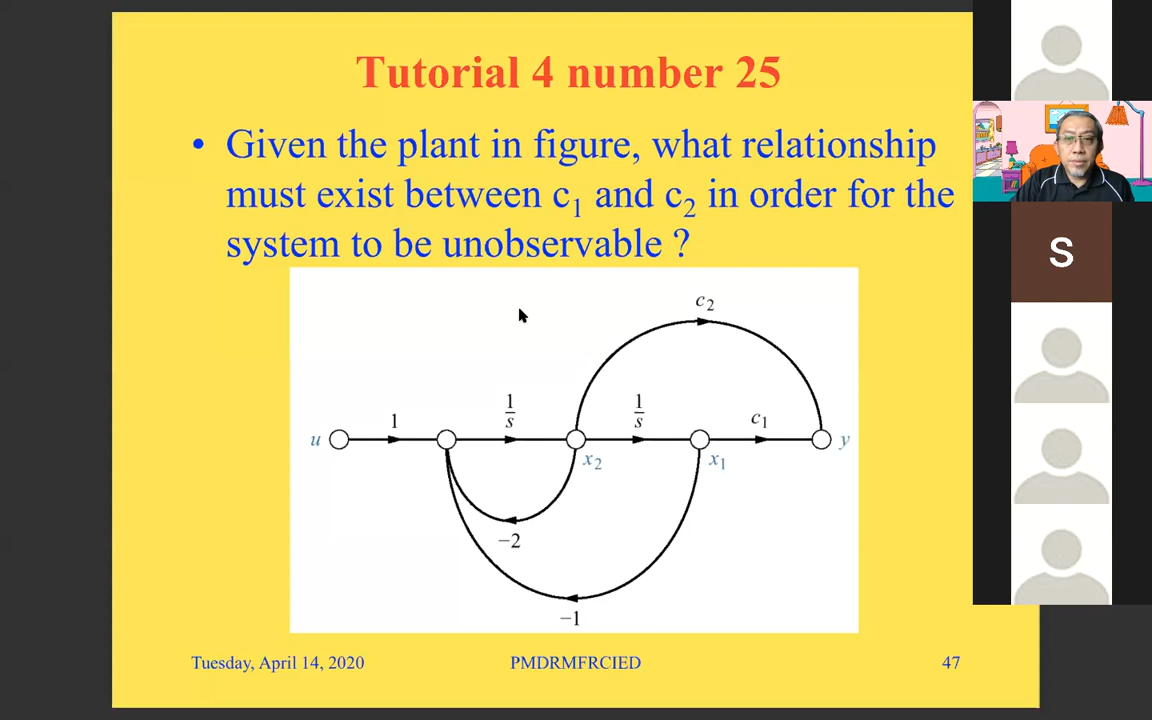 Tutorial 4 number 25
• Given the plant in figure, what relationship
must exist between c₁ and c₂ in order for the
system to be unobservable ?
c₂
1/s
1/s
1
c₁
u
y
x₂
x₁
−2
−1
Tuesday, April 14, 2020
PMDRMFRCIED
47
S